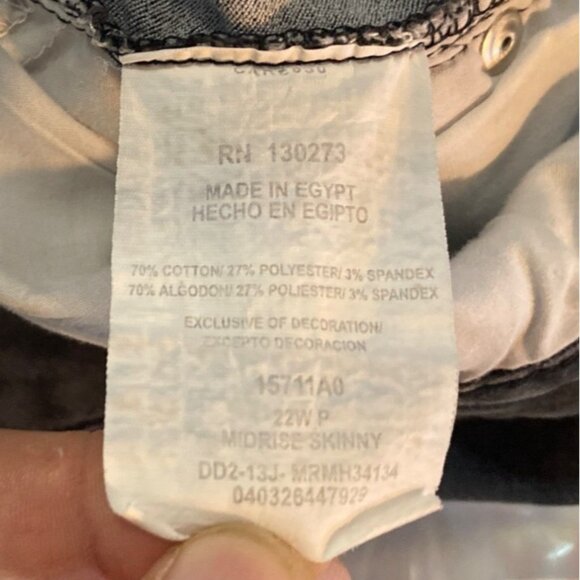 RN 130273
MADE IN EGYPT
HECHO EN EGIPTO
70% COTTON/ 27% POLYESTER/ 3% SPANDEX
70% ALGODON/ 27% POLIESTER/ 3% SPANDEX
EXCLUSIVE OF DECORATION/
EXCEPTO DECORACION
15711A0
22W P
MIDRISE SKINNY
DD2-13J- MRMH34134
040326447929